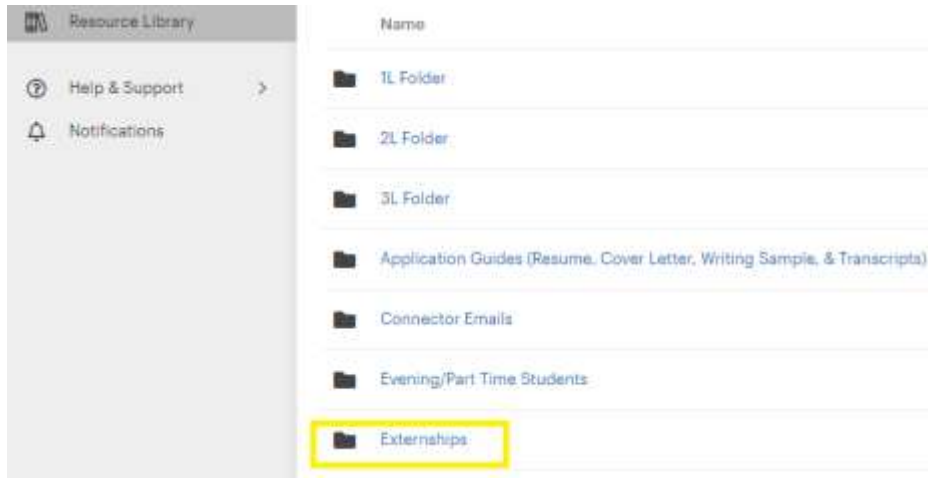 Resource Library
Help & Support
Notifications
Name
1L Folder
2L Folder
3L Folder
Application Guides (Resume, Cover Letter, Writing Sample, & Transcripts)
Connector Emails
Evening/Part Time Students
Externships